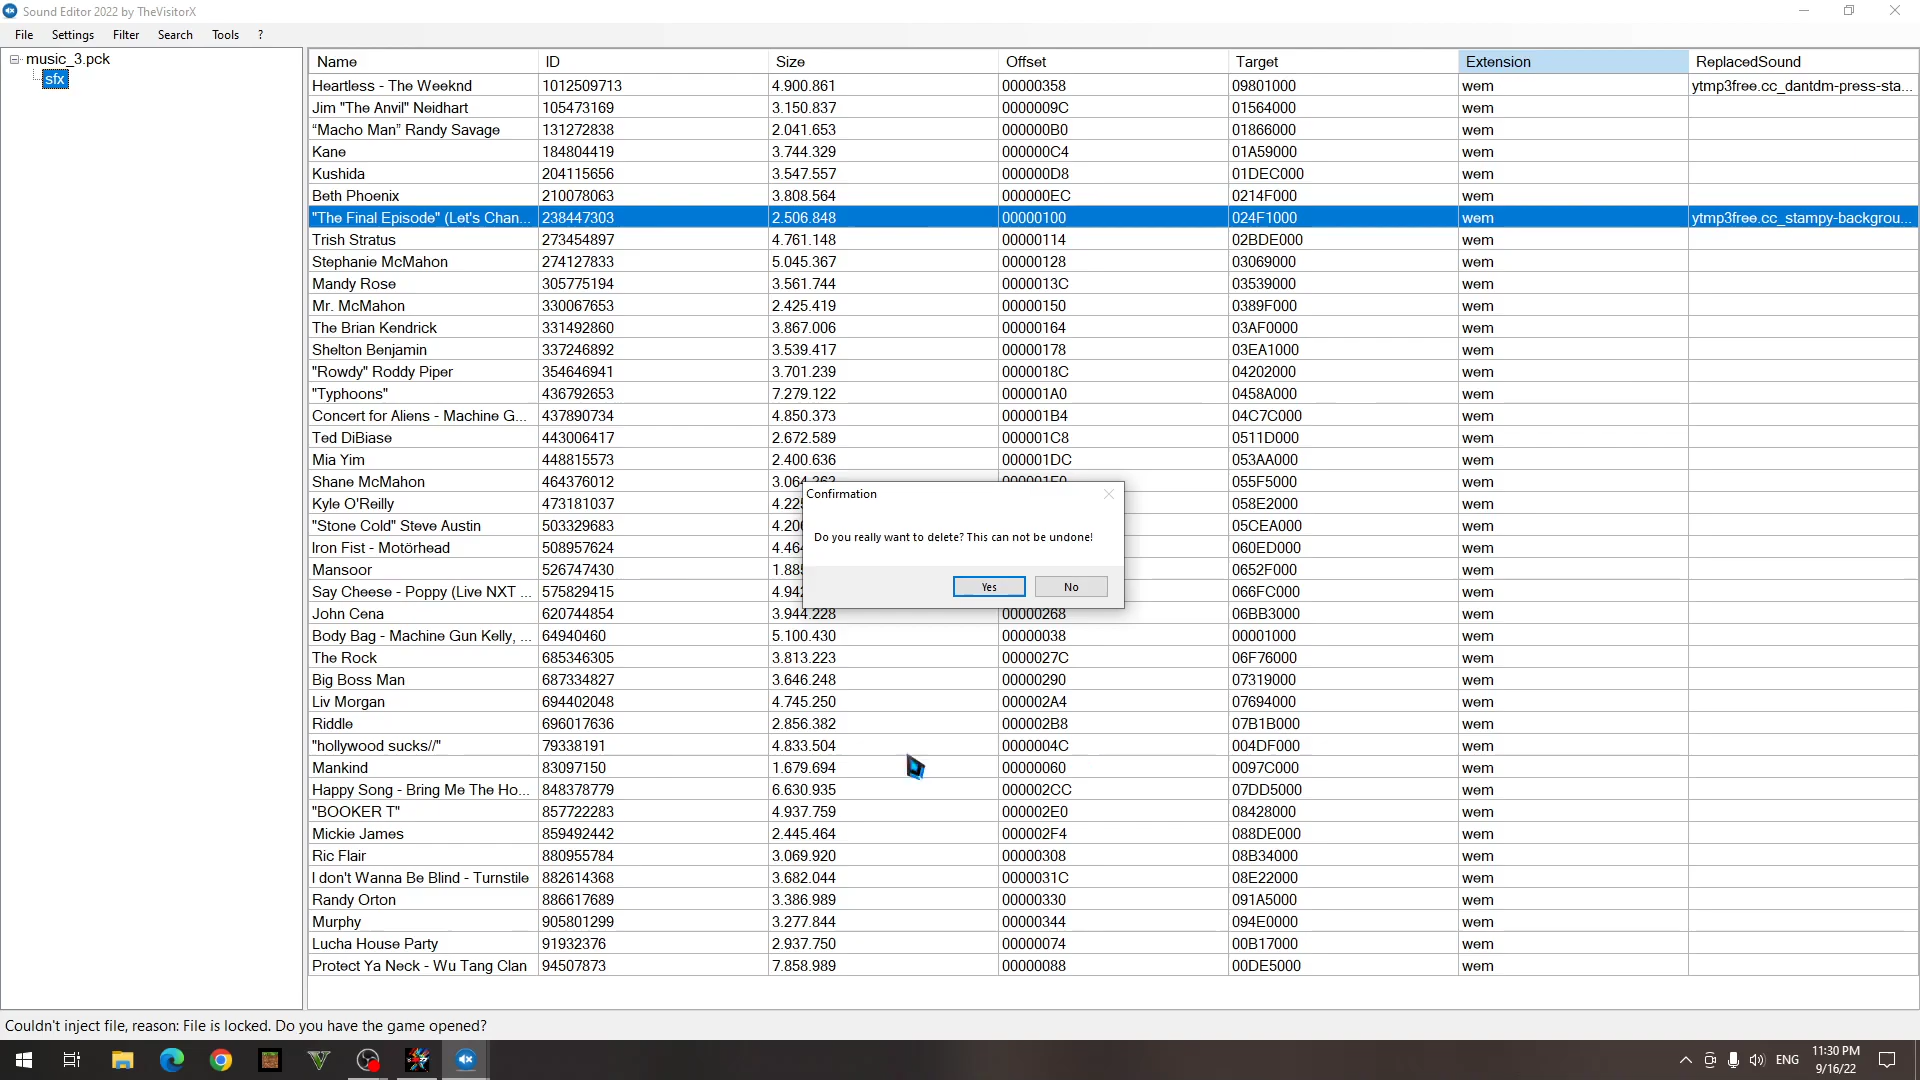 Sound Editor 2022 by TheVisitorX
File Settings Filter Search Tools ?
music_3.pck
sfx
Name ID Size Offset Target Extension ReplacedSound
Heartless - The Weeknd 1012509713 4.900.861 00000358 09801000 wem ytmp3free.cc_dantdm-press-sta...
Jim "The Anvil" Neidhart 105473169 3.150.837 0000009C 01564000 wem
“Macho Man” Randy Savage 131272838 2.041.653 000000B0 01866000 wem
Kane 184804419 3.744.329 000000C4 01A59000 wem
Kushida 204115656 3.547.557 000000D8 01DEC000 wem
Beth Phoenix 210078063 3.808.564 000000EC 0214F000 wem
"The Final Episode" (Let's Chan... 238447303 2.506.848 00000100 024F1000 wem ytmp3free.cc_stampy-backgrou...
Trish Stratus 273454897 4.761.148 00000114 02BDE000 wem
Stephanie McMahon 274127833 5.045.367 00000128 03069000 wem
Mandy Rose 305775194 3.561.744 0000013C 03539000 wem
Mr. McMahon 330067653 2.425.419 00000150 0389F000 wem
The Brian Kendrick 331492860 3.867.006 00000164 03AF0000 wem
Shelton Benjamin 337246892 3.539.417 00000178 03EA1000 wem
"Rowdy" Roddy Piper 354646941 3.701.239 0000018C 04202000 wem
"Typhoons" 436792653 7.279.122 000001A0 0458A000 wem
Concert for Aliens - Machine G... 437890734 4.850.373 000001B4 04C7C000 wem
Ted DiBiase 443006417 2.672.589 000001C8 0511D000 wem
Mia Yim 448815573 2.400.636 000001DC 053AA000 wem
Shane McMahon 464376012 055F5000 wem
Kyle O'Reilly 473181037 058E2000 wem
"Stone Cold" Steve Austin 503329683 05CEA000 wem
Iron Fist - Motörhead 508957624 060ED000 wem
Mansoor 526747430 0652F000 wem
Say Cheese - Poppy (Live NXT ... 575829415 066FC000 wem
John Cena 620744854 3.944.228 00000268 06BB3000 wem
Body Bag - Machine Gun Kelly, ... 64940460 5.100.430 00000038 00001000 wem
The Rock 685346305 3.813.223 0000027C 06F76000 wem
Big Boss Man 687334827 3.646.248 00000290 07319000 wem
Liv Morgan 694402048 4.745.250 000002A4 07694000 wem
Riddle 696017636 2.856.382 000002B8 07B1B000 wem
"hollywood sucks//" 79338191 4.833.504 0000004C 004DF000 wem
Mankind 83097150 1.679.694 00000060 0097C000 wem
Happy Song - Bring Me The Ho... 848378779 6.630.935 000002CC 07DD5000 wem
"BOOKER T" 857722283 4.937.759 000002E0 08428000 wem
Mickie James 859492442 2.445.464 000002F4 088DE000 wem
Ric Flair 880955784 3.069.920 00000308 08B34000 wem
I don't Wanna Be Blind - Turnstile 882614368 3.682.044 0000031C 08E22000 wem
Randy Orton 886617689 3.386.989 00000330 091A5000 wem
Murphy 905801299 3.277.844 00000344 094E0000 wem
Lucha House Party 91932376 2.937.750 00000074 00B17000 wem
Protect Ya Neck - Wu Tang Clan 94507873 7.858.989 00000088 00DE5000 wem
Confirmation
Do you really want to delete? This can not be undone!
Yes No
Couldn't inject file, reason: File is locked. Do you have the game opened?
ENG
11:30 PM
9/16/22